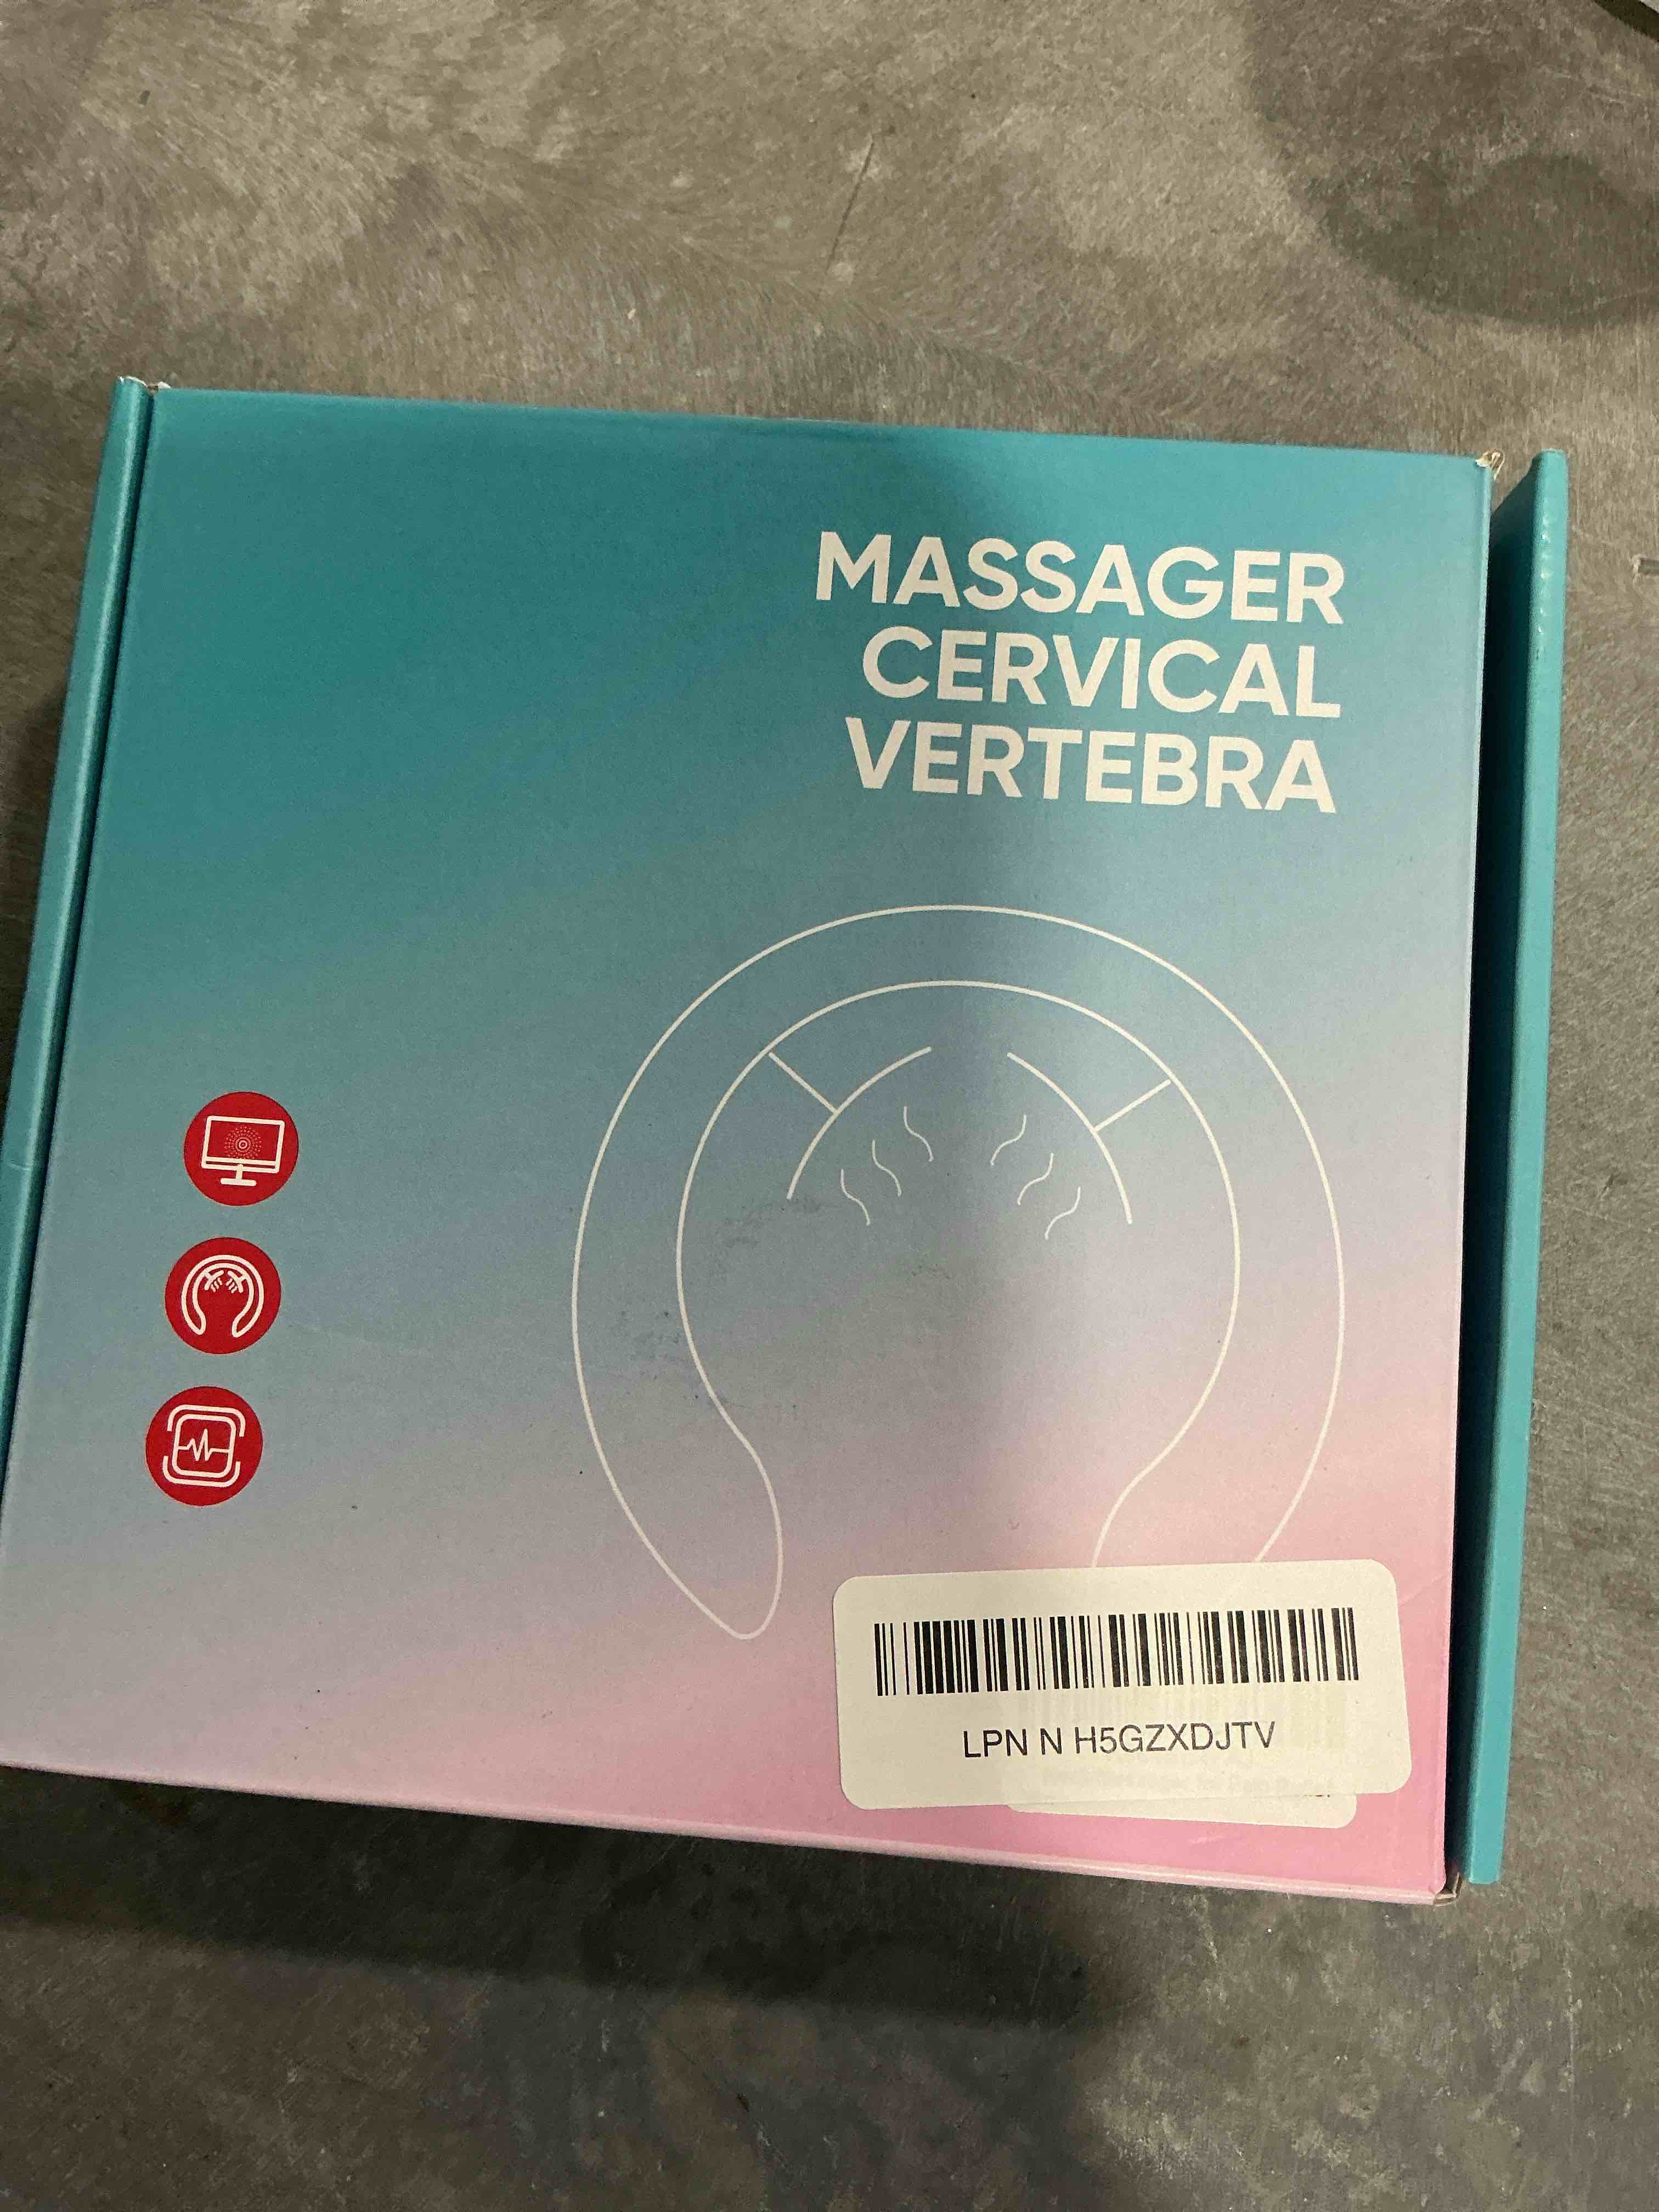 MASSAGER
CERVICAL
VERTEBRA
LPN N H5GZXDJTV